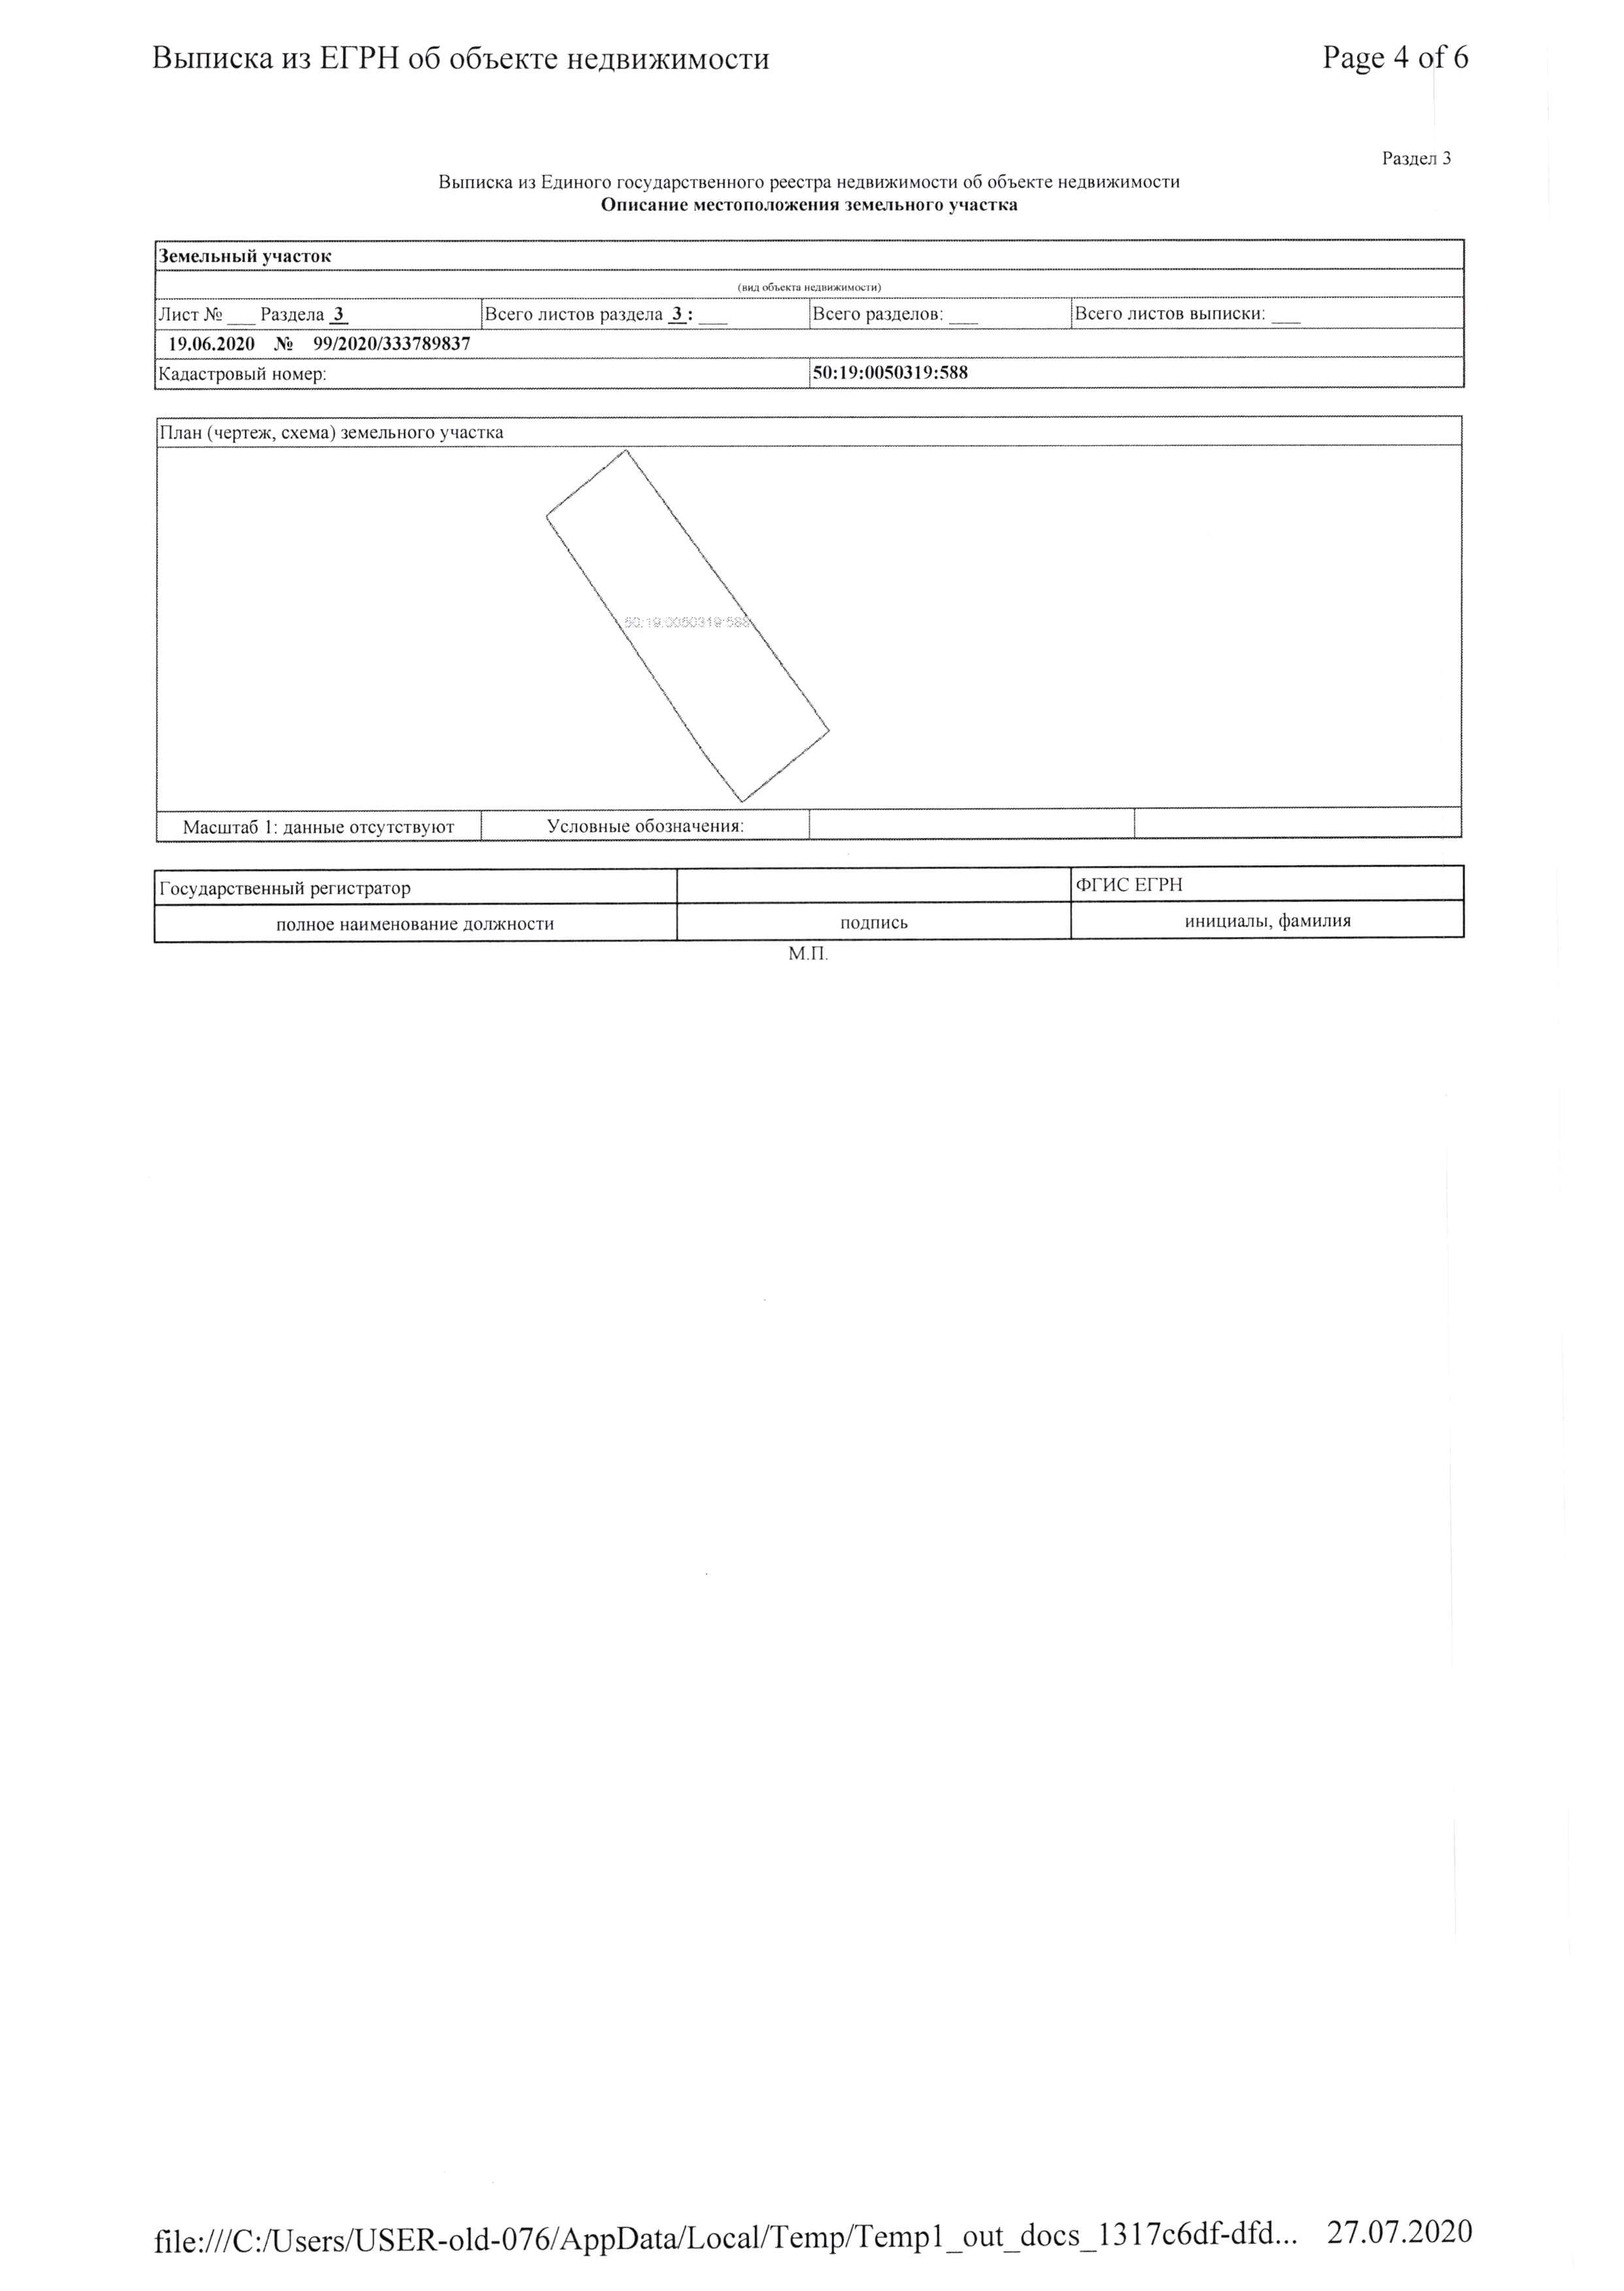 Выписка из ЕГРН об объекте недвижимости Page 4 of 6
Раздел 3
Выписка из Единого государственного реестра недвижимости об объекте недвижимости
Описание местоположения земельного участка
Земельный участок
(вид объекта недвижимости)
Лист № ___ Раздела 3 Всего листов раздела 3 : ___ Всего разделов: ___ Всего листов выписки: ___
19.06.2020 № 99/2020/333789837
Кадастровый номер: 50:19:0050319:588
План (чертеж, схема) земельного участка
50:19:0050319:588
Масштаб 1: данные отсутствуют Условные обозначения:
Государственный регистратор ФГИС ЕГРН
полное наименование должности подпись инициалы, фамилия
М.П.
file:///C:/Users/USER-old-076/AppData/Local/Temp/Temp1_out_docs_1317c6df-dfd... 27.07.2020